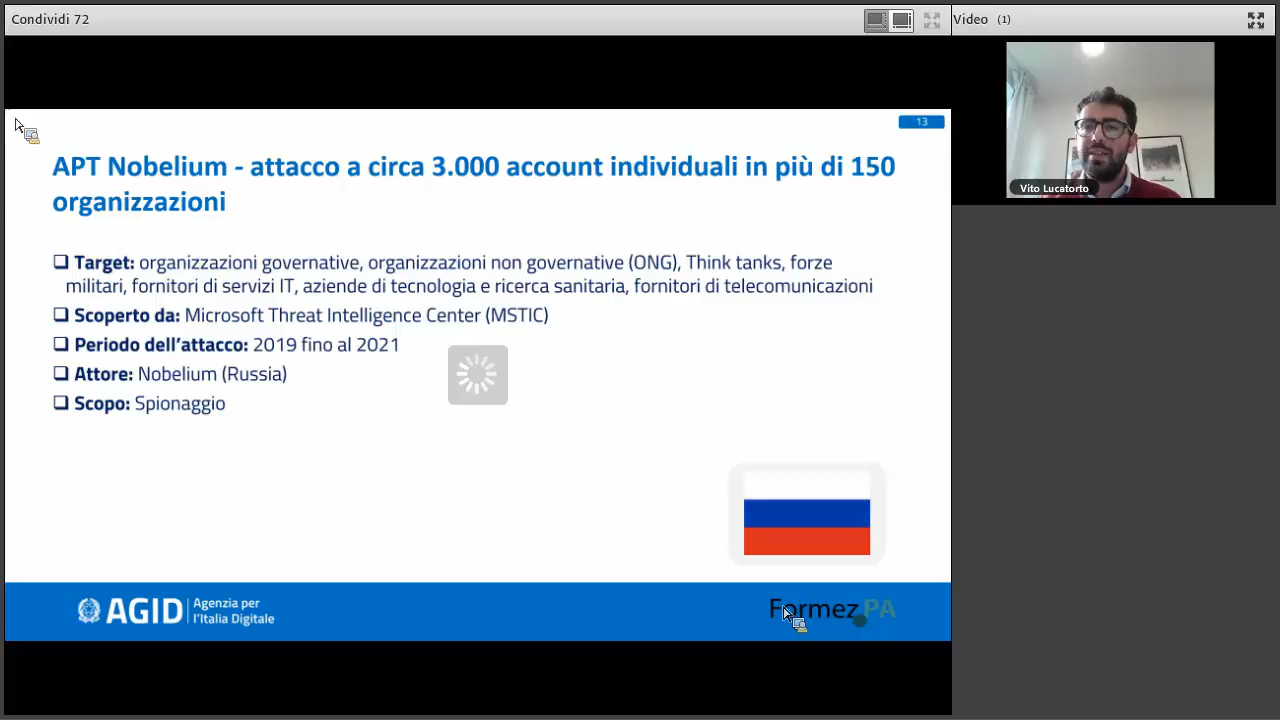 Condividi 72
Video (1)
13
APT Nobelium - attacco a circa 3.000 account individuali in più di 150
organizzazioni
Target: organizzazioni governative, organizzazioni non governative (ONG), Think tanks, forze
militari, fornitori di servizi IT, aziende di tecnologia e ricerca sanitaria, fornitori di telecomunicazioni
Scoperto da: Microsoft Threat Intelligence Center (MSTIC)
Periodo dell'attacco: 2019 fino al 2021
Attore: Nobelium (Russia)
Scopo: Spionaggio
Vito Lucatorto
AGID Agenzia per
l'Italia Digitale
Formez PA